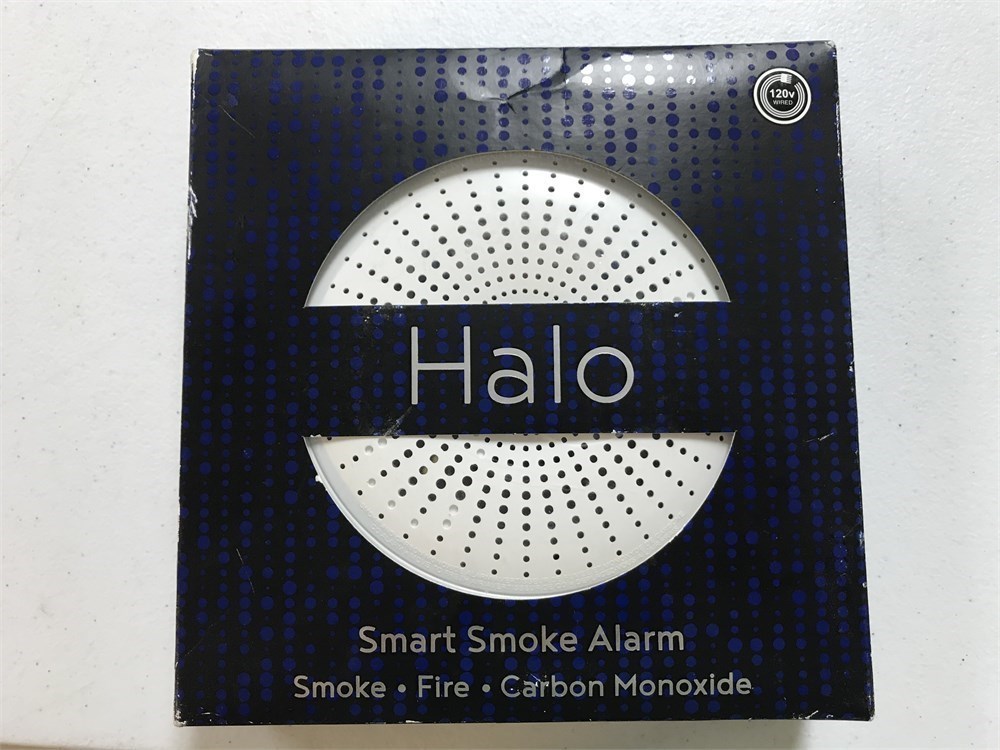 120v
WIRED
Halo
Smart Smoke Alarm
Smoke • Fire • Carbon Monoxide